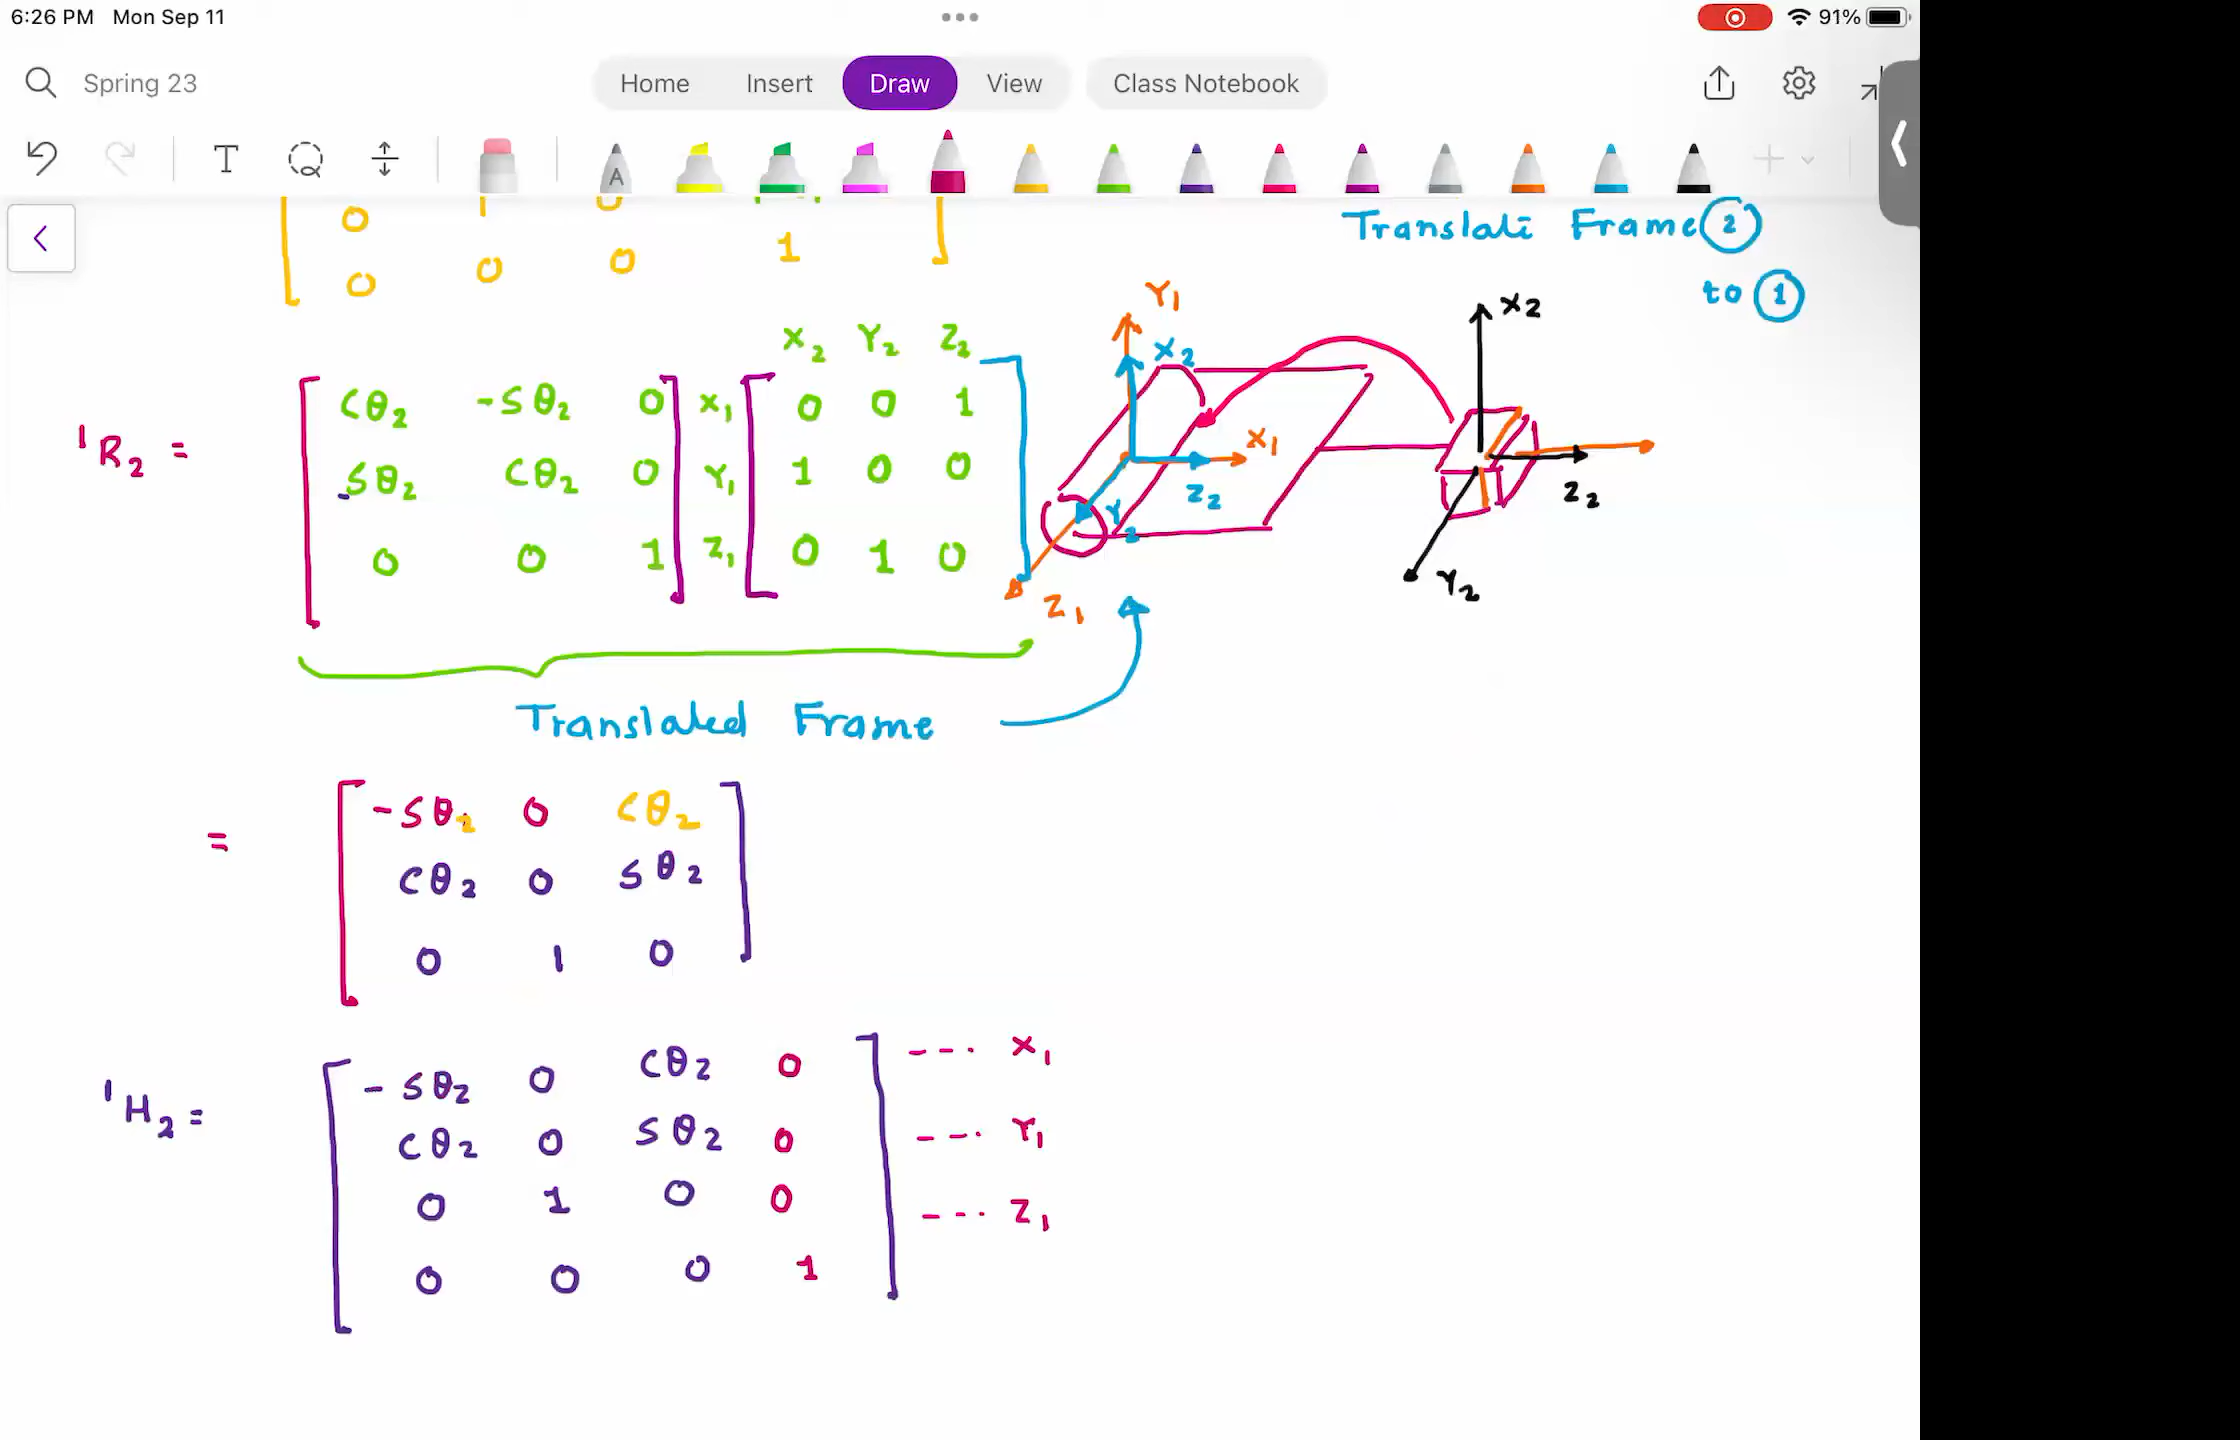 6:26 PM Mon Sep 11
91%
Spring 23
Home Insert Draw View Class Notebook
T A
0 1 0
0 0 0 1
Translate Frame 2
to 1
X2 Y2 Z2
1R2 =
Cθ2 -Sθ2 0 X1 0 0 1
Sθ2 Cθ2 0 Y1 1 0 0
0 0 1 Z1 0 1 0
Y1
X2
X1
Z2
Y2
Z1
X2
Z2
Y2
Translated Frame
=
-Sθ2 0 Cθ2
Cθ2 0 Sθ2
0 1 0
1H2 =
-Sθ2 0 Cθ2 0 --- X1
Cθ2 0 Sθ2 0 --- Y1
0 1 0 0 --- Z1
0 0 0 1